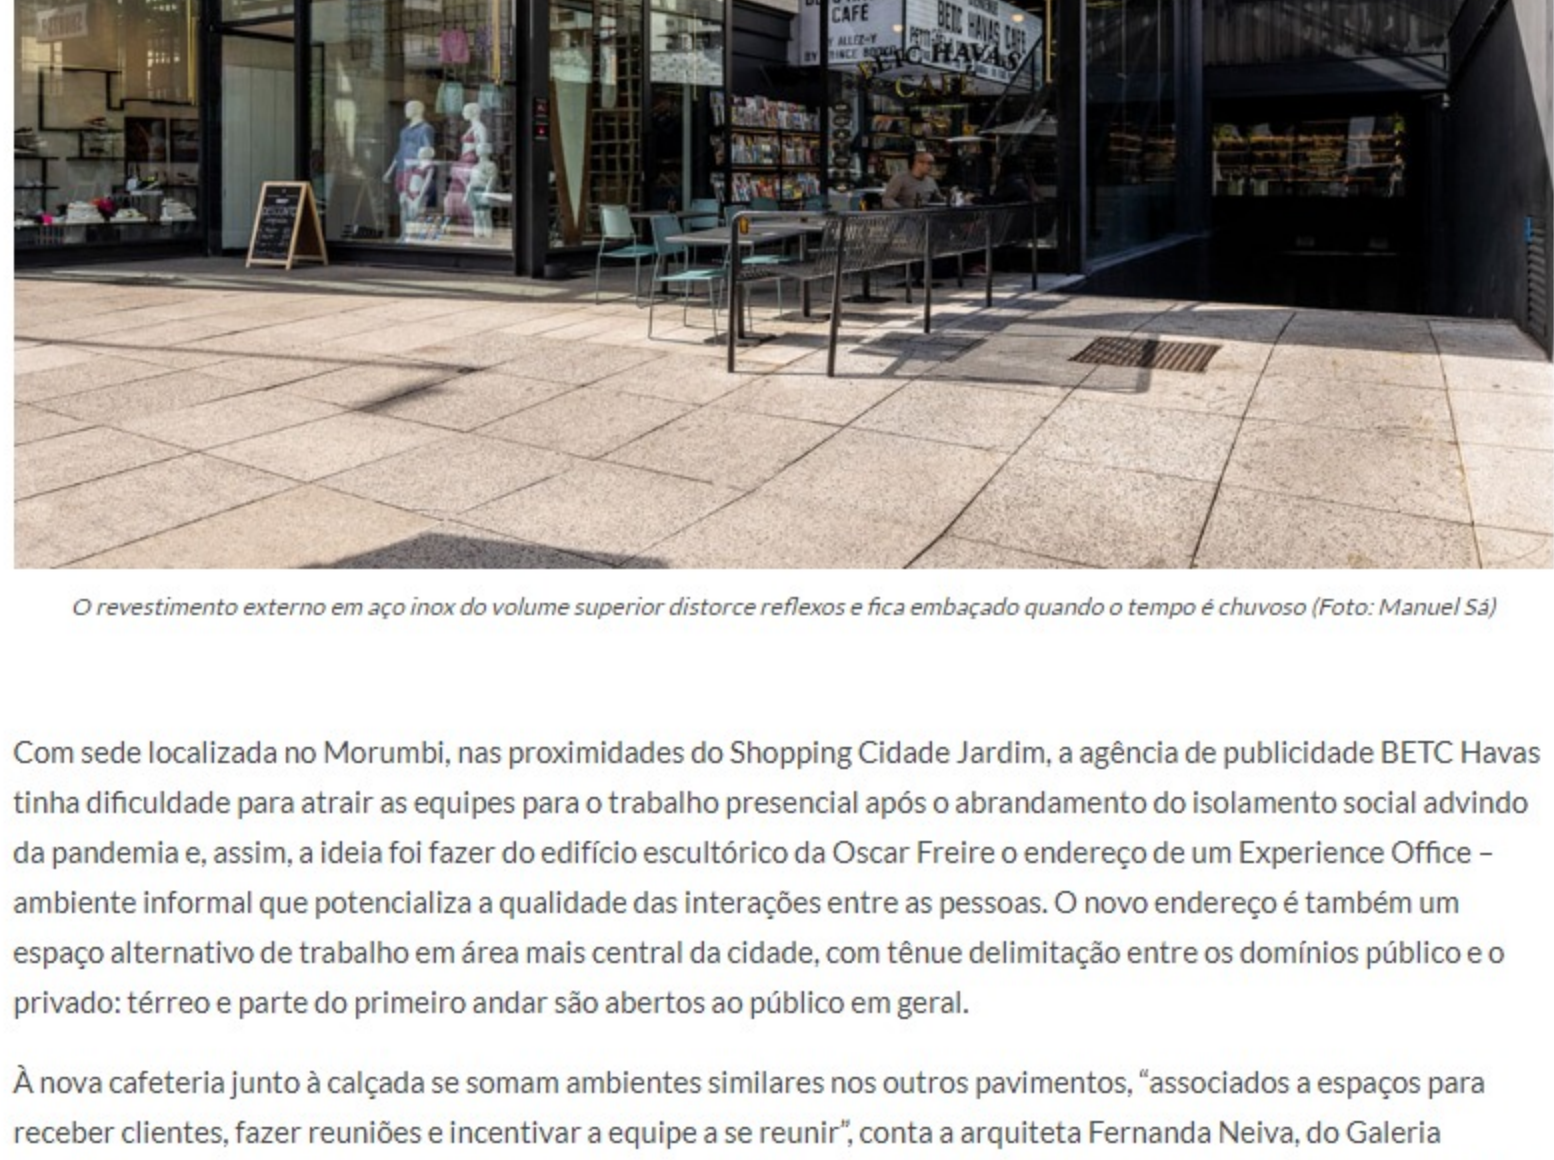 CAFE
BETC HAVAS CAFE
BETC HAVAS
CAFE
O revestimento externo em aço inox do volume superior distorce reflexos e fica embaçado quando o tempo é chuvoso (Foto: Manuel Sá)
Com sede localizada no Morumbi, nas proximidades do Shopping Cidade Jardim, a agência de publicidade BETC Havas
tinha dificuldade para atrair as equipes para o trabalho presencial após o abrandamento do isolamento social advindo
da pandemia e, assim, a ideia foi fazer do edifício escultórico da Oscar Freire o endereço de um Experience Office –
ambiente informal que potencializa a qualidade das interações entre as pessoas. O novo endereço é também um
espaço alternativo de trabalho em área mais central da cidade, com tênue delimitação entre os domínios público e o
privado: térreo e parte do primeiro andar são abertos ao público em geral.
À nova cafeteria junto à calçada se somam ambientes similares nos outros pavimentos, “associados a espaços para
receber clientes, fazer reuniões e incentivar a equipe a se reunir”, conta a arquiteta Fernanda Neiva, do Galeria